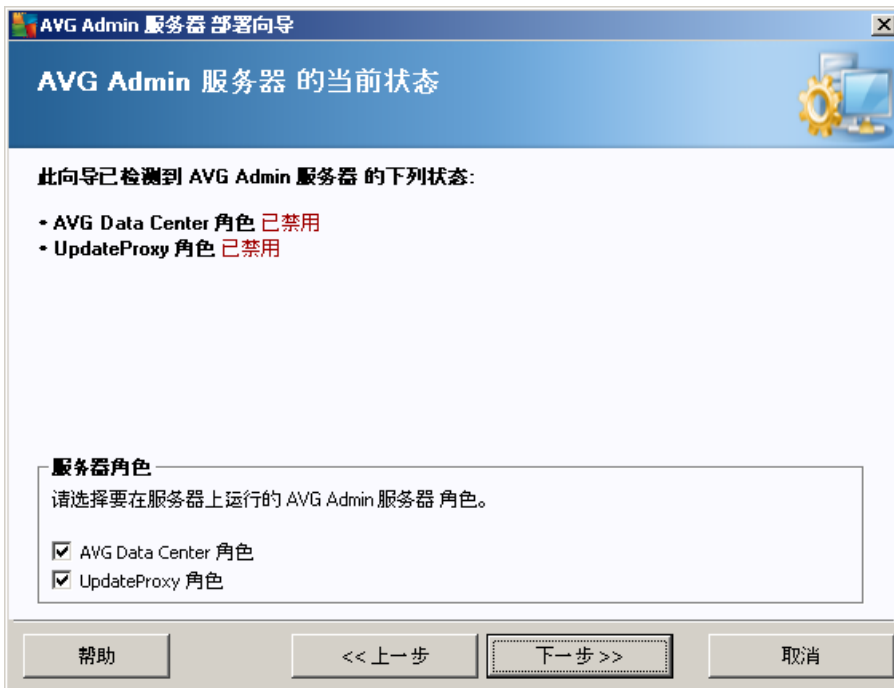 AVG Admin 服务器 部署向导
AVG Admin 服务器 的当前状态
此向导已检测到 AVG Admin 服务器 的下列状态:
• AVG Data Center 角色 已禁用
• UpdateProxy 角色 已禁用
服务器角色
请选择要在服务器上运行的 AVG Admin 服务器 角色。
AVG Data Center 角色
UpdateProxy 角色
帮助 << 上一步 下一步 >> 取消